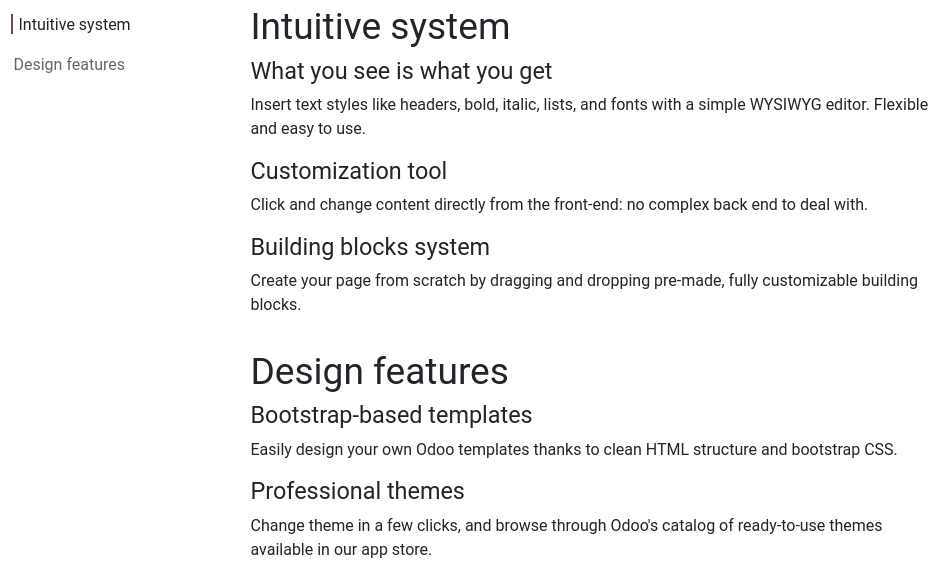 Intuitive system
Design features
Intuitive system
What you see is what you get
Insert text styles like headers, bold, italic, lists, and fonts with a simple WYSIWYG editor. Flexible
and easy to use.
Customization tool
Click and change content directly from the front-end: no complex back end to deal with.
Building blocks system
Create your page from scratch by dragging and dropping pre-made, fully customizable building
blocks.
Design features
Bootstrap-based templates
Easily design your own Odoo templates thanks to clean HTML structure and bootstrap CSS.
Professional themes
Change theme in a few clicks, and browse through Odoo's catalog of ready-to-use themes
available in our app store.